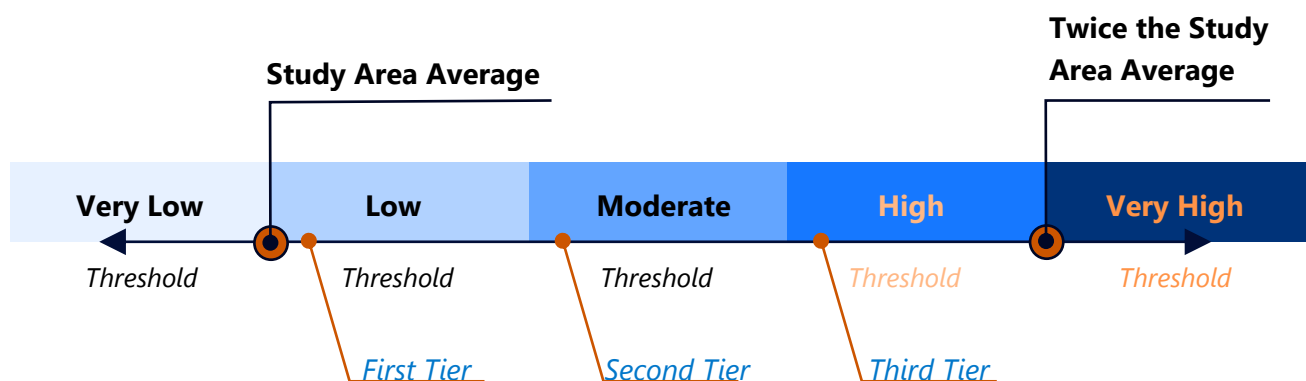 Twice the Study
Area Average
Study Area Average
Very Low
Low
Moderate
High
Very High
Threshold
Threshold
Threshold
Threshold
Threshold
First Tier
Second Tier
Third Tier